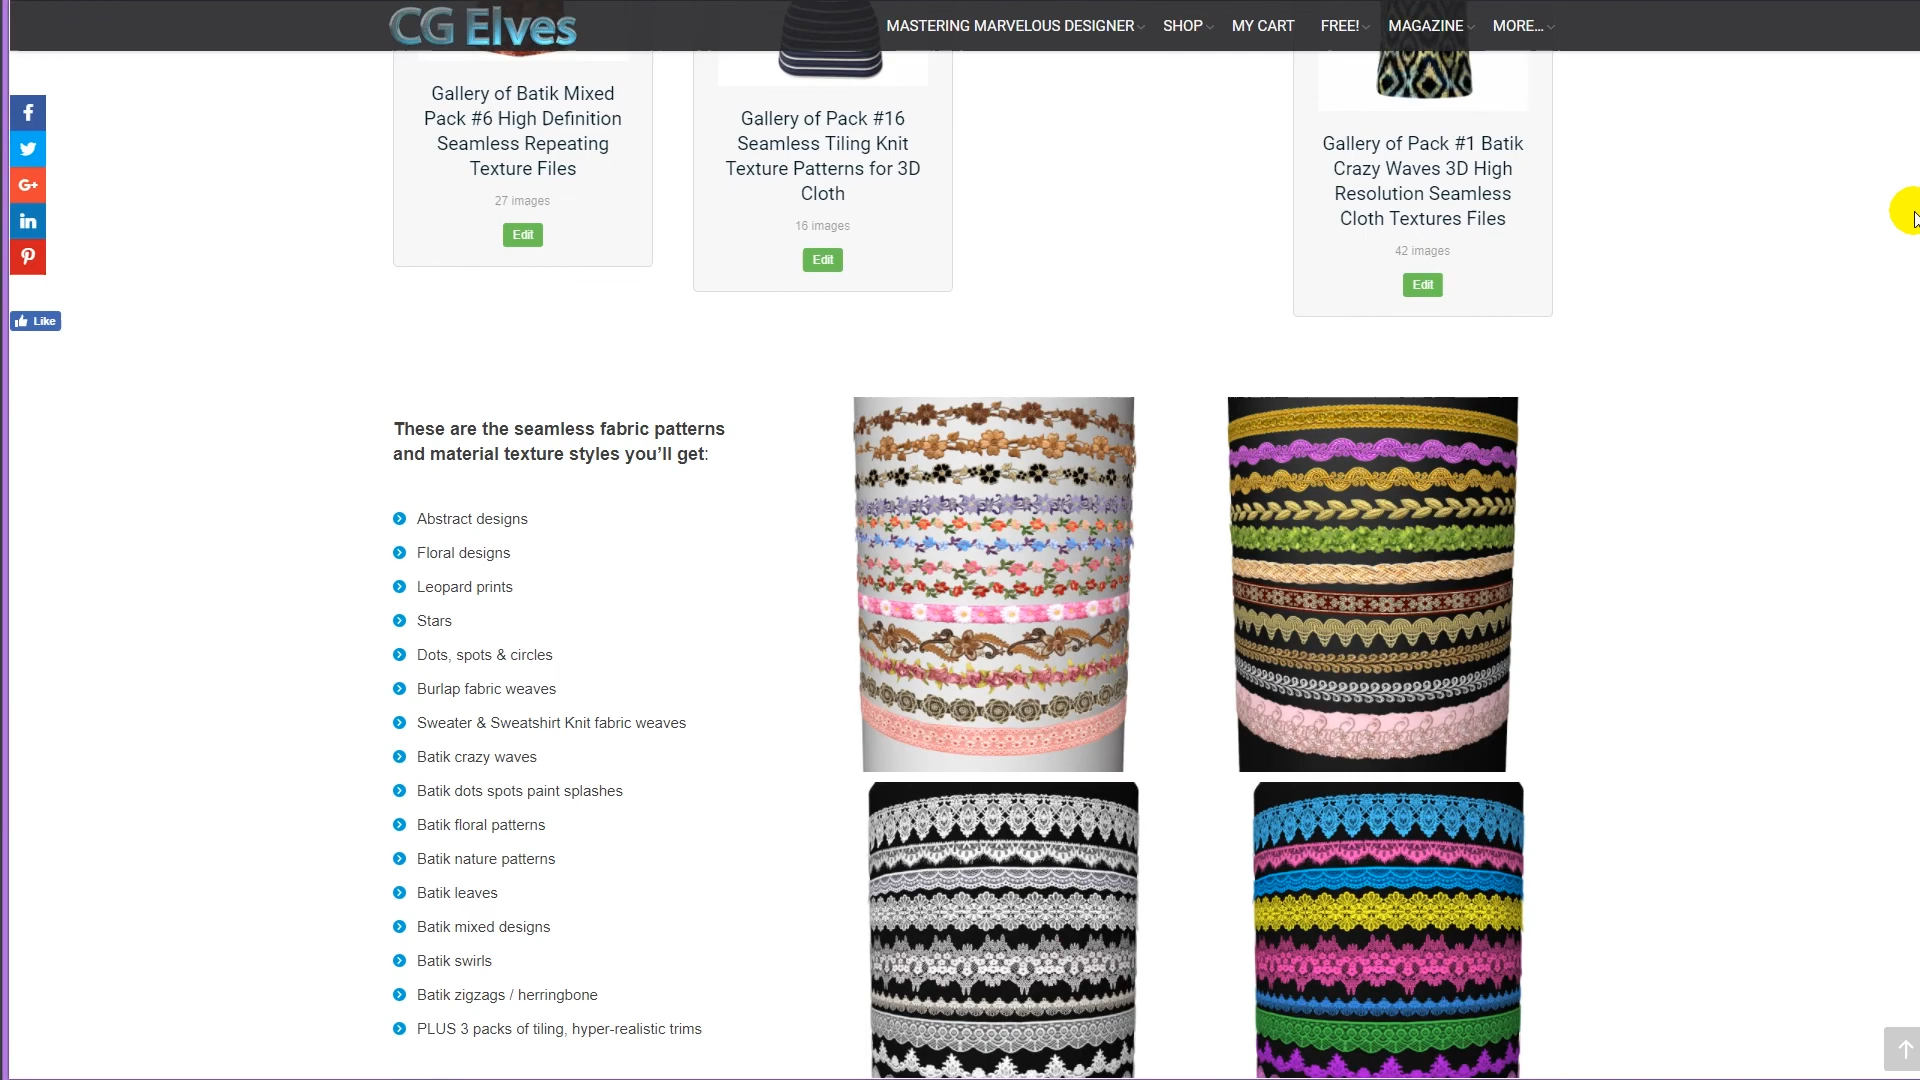 CG Elves
MASTERING MARVELOUS DESIGNER
SHOP
MY CART
FREE!
MAGAZINE
MORE...
Gallery of Batik Mixed
Pack #6 High Definition
Seamless Repeating
Texture Files
27 images
Edit
Gallery of Pack #16
Seamless Tiling Knit
Texture Patterns for 3D
Cloth
16 images
Edit
Gallery of Pack #1 Batik
Crazy Waves 3D High
Resolution Seamless
Cloth Textures Files
42 images
Edit
G+
in
Like
These are the seamless fabric patterns
and material texture styles you’ll get:
Abstract designs
Floral designs
Leopard prints
Stars
Dots, spots & circles
Burlap fabric weaves
Sweater & Sweatshirt Knit fabric weaves
Batik crazy waves
Batik dots spots paint splashes
Batik floral patterns
Batik nature patterns
Batik leaves
Batik mixed designs
Batik swirls
Batik zigzags / herringbone
PLUS 3 packs of tiling, hyper-realistic trims